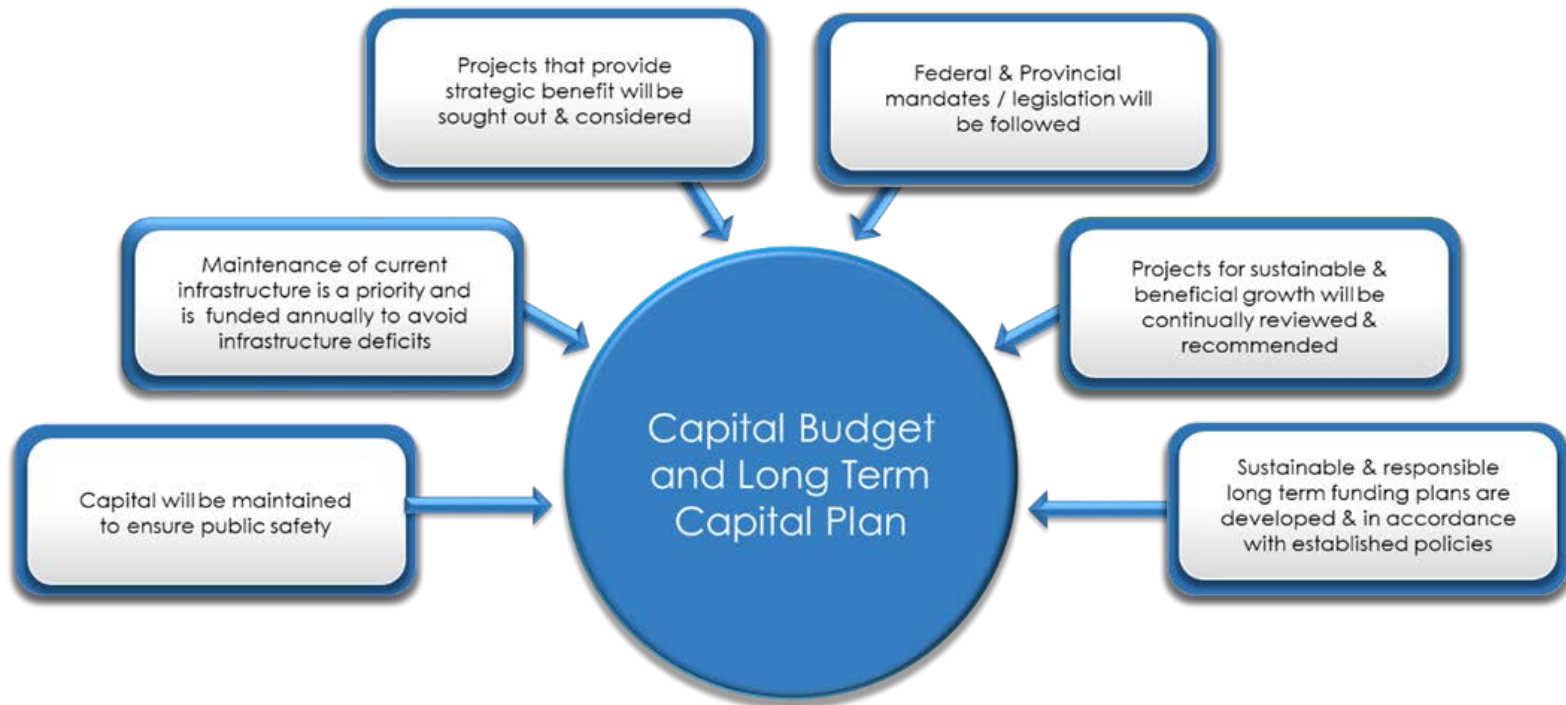 Projects that provide
strategic benefit will be
sought out & considered
Federal & Provincial
mandates / legislation will
be followed
Maintenance of current
infrastructure is a priority and
is funded annually to avoid
infrastructure deficits
Projects for sustainable &
beneficial growth will be
continually reviewed &
recommended
Capital will be maintained
to ensure public safety
Capital Budget
and Long Term
Capital Plan
Sustainable & responsible
long term funding plans are
developed & in accordance
with established policies